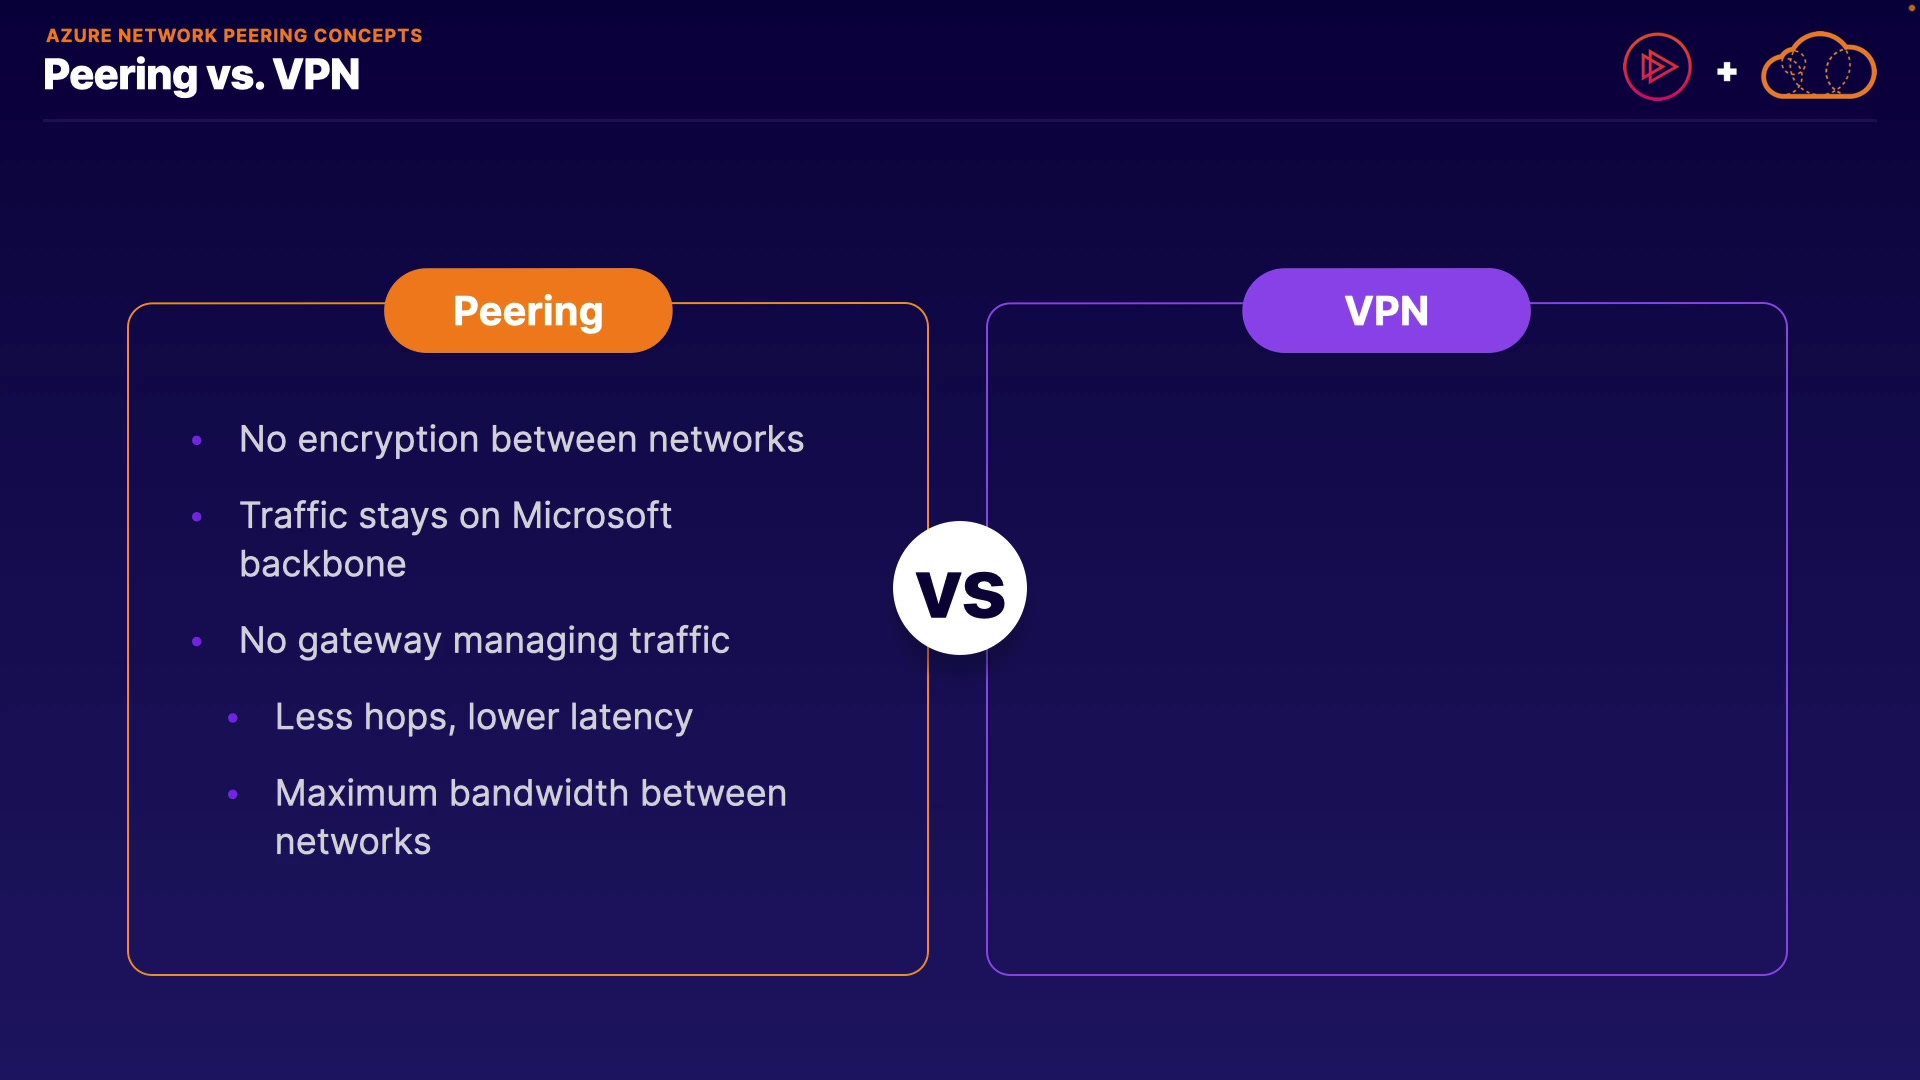 AZURE NETWORK PEERING CONCEPTS
Peering vs. VPN
Peering
• No encryption between networks
• Traffic stays on Microsoft
backbone
• No gateway managing traffic
• Less hops, lower latency
• Maximum bandwidth between
networks
VS
VPN